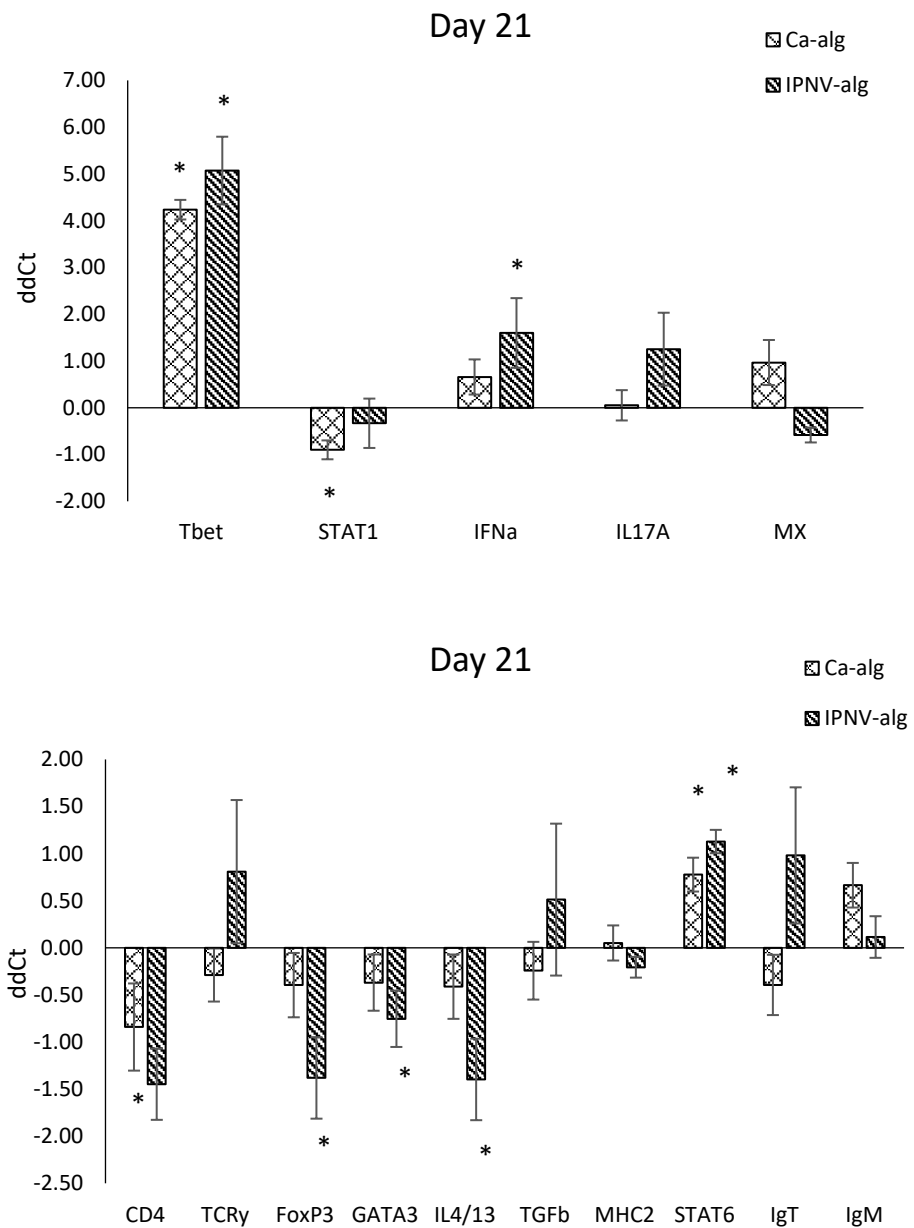 Day 21
Ca-alg
IPNV-alg
7.00
6.00
5.00
4.00
3.00
2.00
1.00
0.00
-1.00
-2.00
ddCt
* * * * 
Tbet STAT1 IFNa IL17A MX
Day 21
Ca-alg
IPNV-alg
2.00
1.50
1.00
0.50
0.00
-0.50
-1.00
-1.50
-2.00
-2.50
ddCt
* * * * * *
CD4 TCRy FoxP3 GATA3 IL4/13 TGFb MHC2 STAT6 IgT IgM